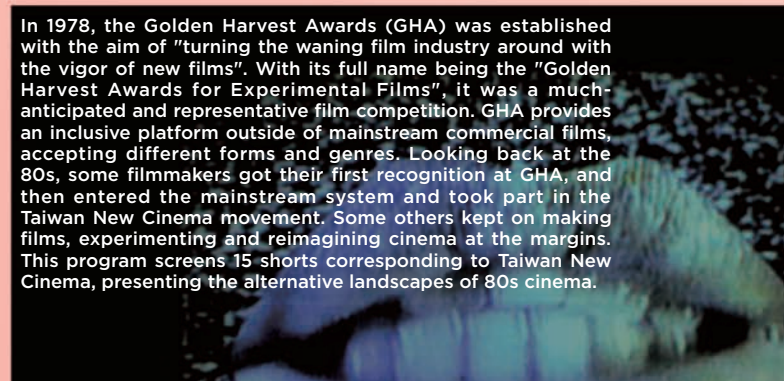 In 1978, the Golden Harvest Awards (GHA) was established
with the aim of "turning the waning film industry around with
the vigor of new films". With its full name being the "Golden
Harvest Awards for Experimental Films", it was a much-
anticipated and representative film competition. GHA provides
an inclusive platform outside of mainstream commercial films,
accepting different forms and genres. Looking back at the
80s, some filmmakers got their first recognition at GHA, and
then entered the mainstream system and took part in the
Taiwan New Cinema movement. Some others kept on making
films, experimenting and reimagining cinema at the margins.
This program screens 15 shorts corresponding to Taiwan New
Cinema, presenting the alternative landscapes of 80s cinema.